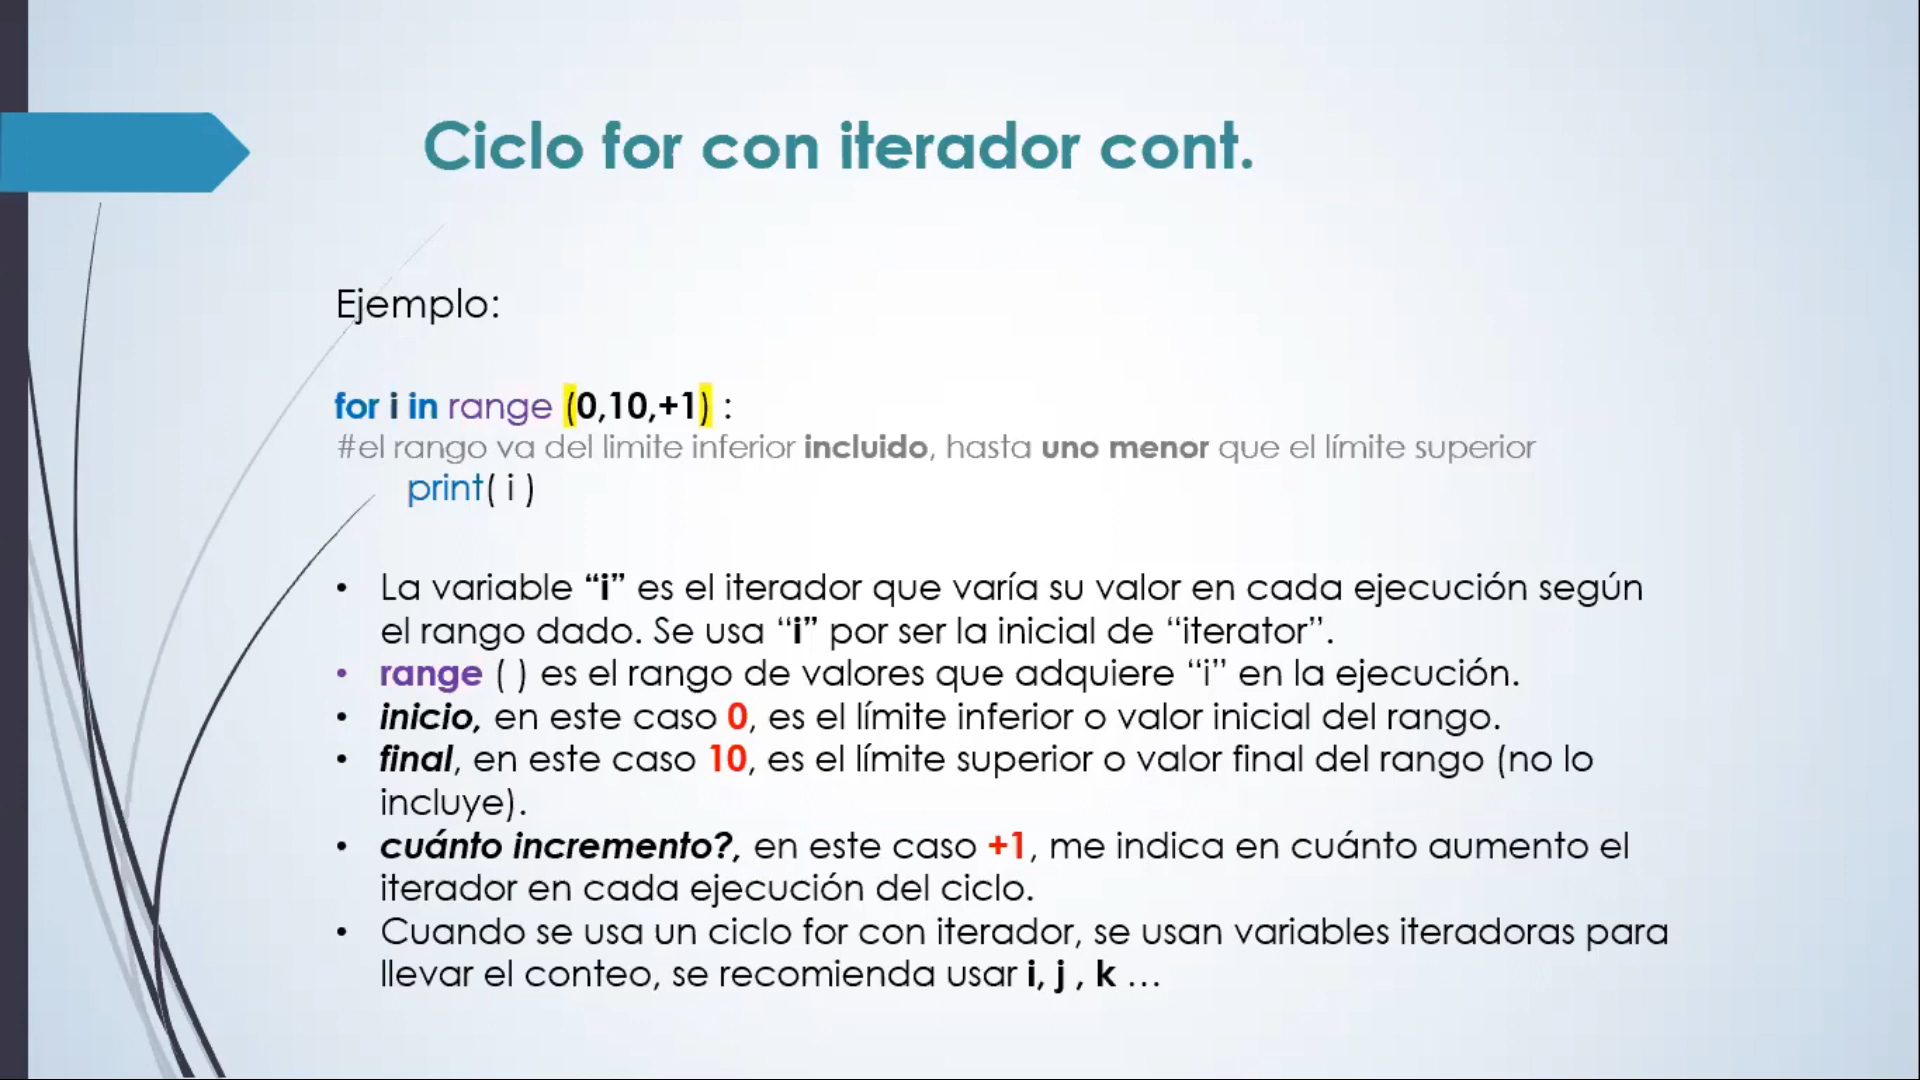 Ciclo for con iterador cont.
Ejemplo:
for i in range (0,10,+1) :
#el rango va del limite inferior incluido, hasta uno menor que el límite superior
print( i )
• La variable “i” es el iterador que varía su valor en cada ejecución según
el rango dado. Se usa “i” por ser la inicial de “iterator”.
• range ( ) es el rango de valores que adquiere “i” en la ejecución.
• inicio, en este caso 0, es el límite inferior o valor inicial del rango.
• final, en este caso 10, es el límite superior o valor final del rango (no lo
incluye).
• cuánto incremento?, en este caso +1, me indica en cuánto aumento el
iterador en cada ejecución del ciclo.
• Cuando se usa un ciclo for con iterador, se usan variables iteradoras para
llevar el conteo, se recomienda usar i, j , k …